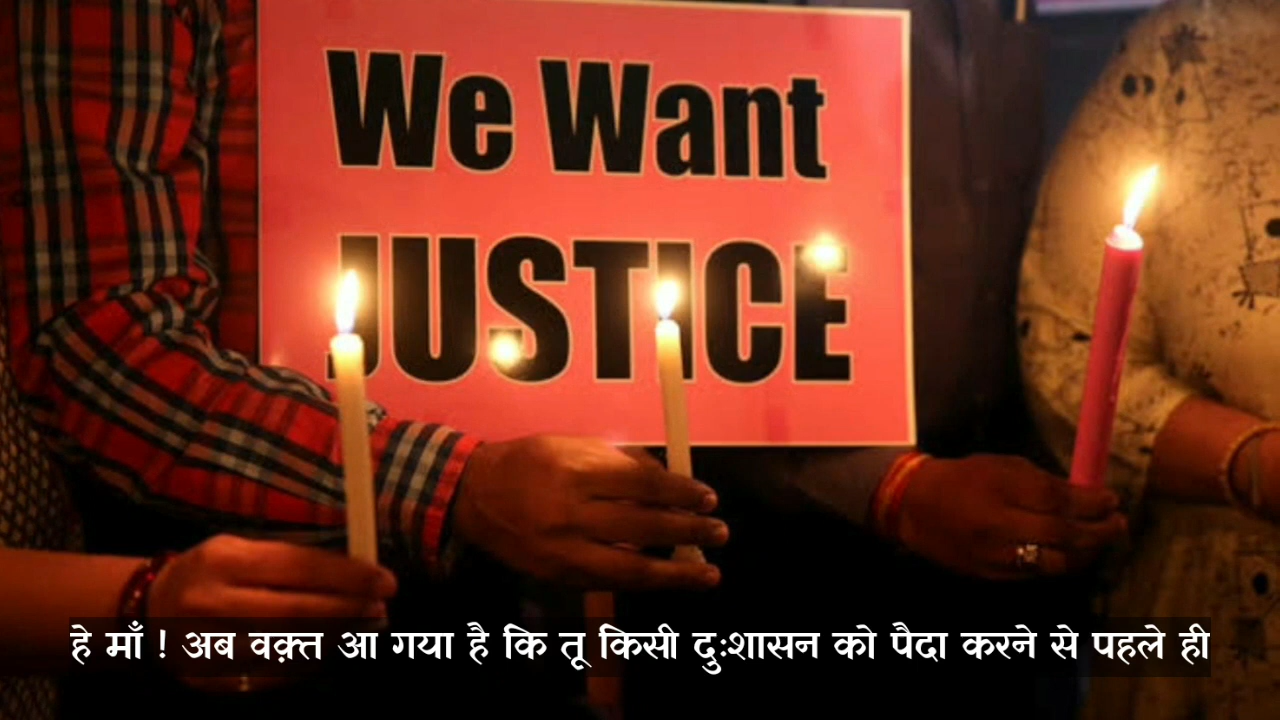 We Want
JUSTICE
हे माँ ! अब वक़्त आ गया है कि तू किसी दुःशासन को पैदा करने से पहले ही